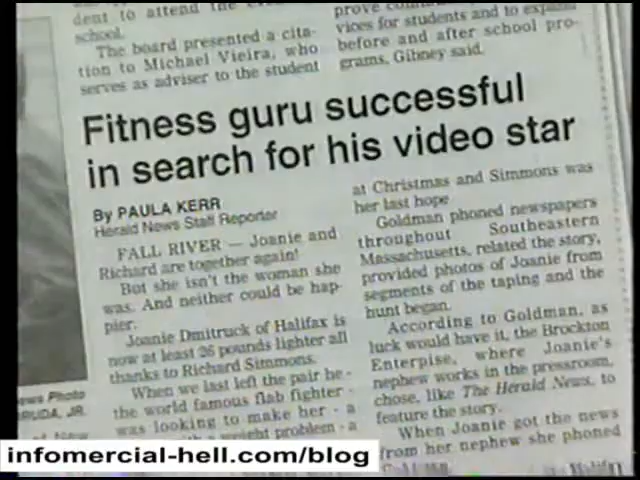 dent to attend the
school.
The board presented a cita-
tion to Michael Vieira, who
serves as adviser to the student
prove
vices for students and to expand
before and after school pro-
grams, Gibney said.
Fitness guru successful
in search for his video star
By PAULA KERR
Herald News Staff Reporter
FALL RIVER — Joanie and
Richard are together again!
But she isn't the woman she
was. And neither could be hap-
pier.
Joanie Dmitruck of Halifax is
now at least 26 pounds lighter all
thanks to Richard Simmons.
When we last left the pair he -
the world famous flab fighter -
was looking to make her - a
weight problem - a
at Christmas and Simmons was
her last hope
Goldman phoned newspapers
throughout Southeastern
Massachusetts, related the story,
provided photos of Joanie from
segments of the taping and the
hunt began.
According to Goldman, as
luck would have it, the Brockton
Enterpise, where Joanie's
nephew works in the pressroom,
chose, like The Herald News, to
feature the story.
When Joanie got the news
from her nephew she phoned
News Photo
JR.
infomercial-hell.com/blog